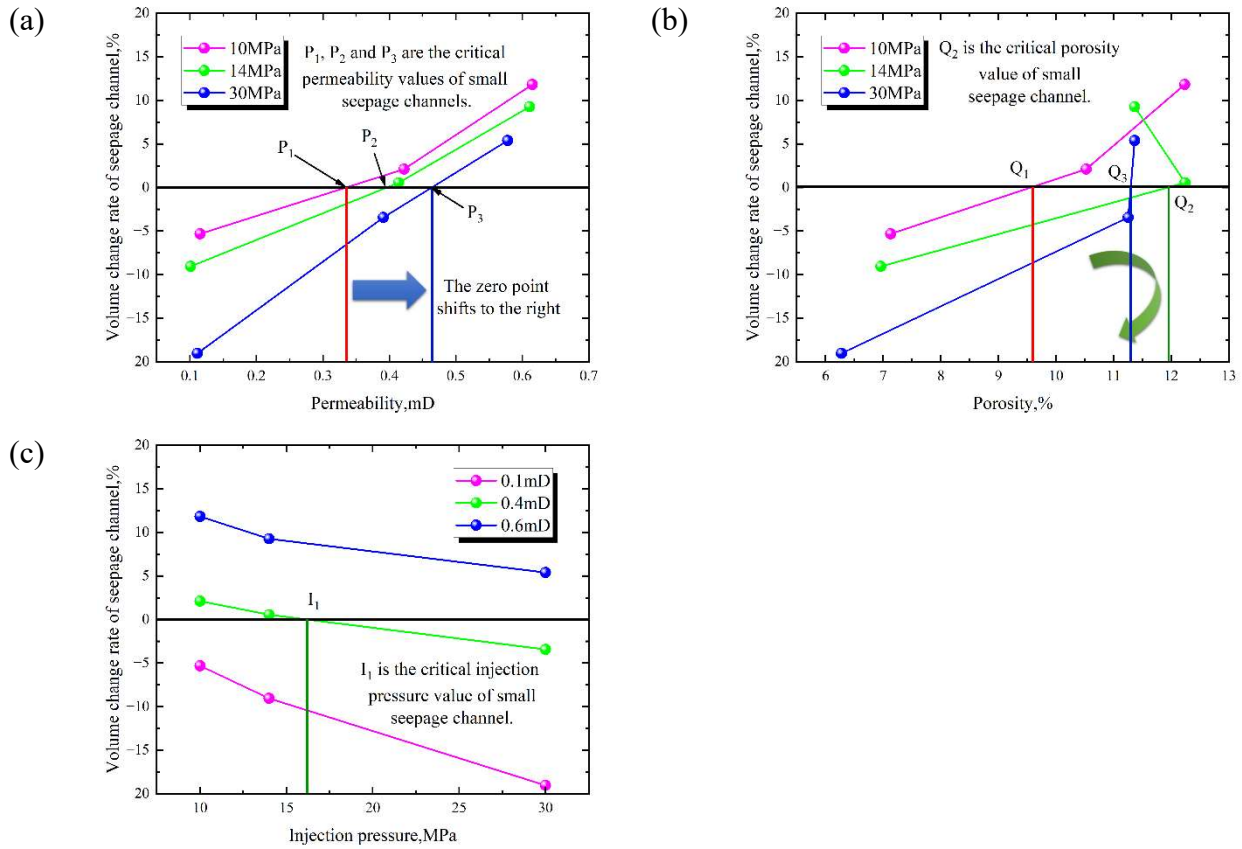 (a)
20
15
10
5
0
−5
−10
−15
20
Volume change rate of seepage channel,%
10MPa
14MPa
30MPa
P1, P2 and P3 are the critical
permeability values of small
seepage channels.
P1
P2
P3
The zero point
shifts to the right
0.1 0.2 0.3 0.4 0.5 0.6 0.7
Permeability,mD
(b)
20
15
10
5
0
−5
−10
−15
20
Volume change rate of seepage channel,%
10MPa
14MPa
30MPa
Q2 is the critical porosity
value of small
seepage channel.
Q1
Q3
Q2
6 7 8 9 10 11 12 13
Porosity,%
(c)
20
15
10
5
0
−5
−10
−15
20
Volume change rate of seepage channel,%
0.1mD
0.4mD
0.6mD
I1
I1 is the critical injection
pressure value of small
seepage channel.
10 15 20 25 30
Injection pressure,MPa